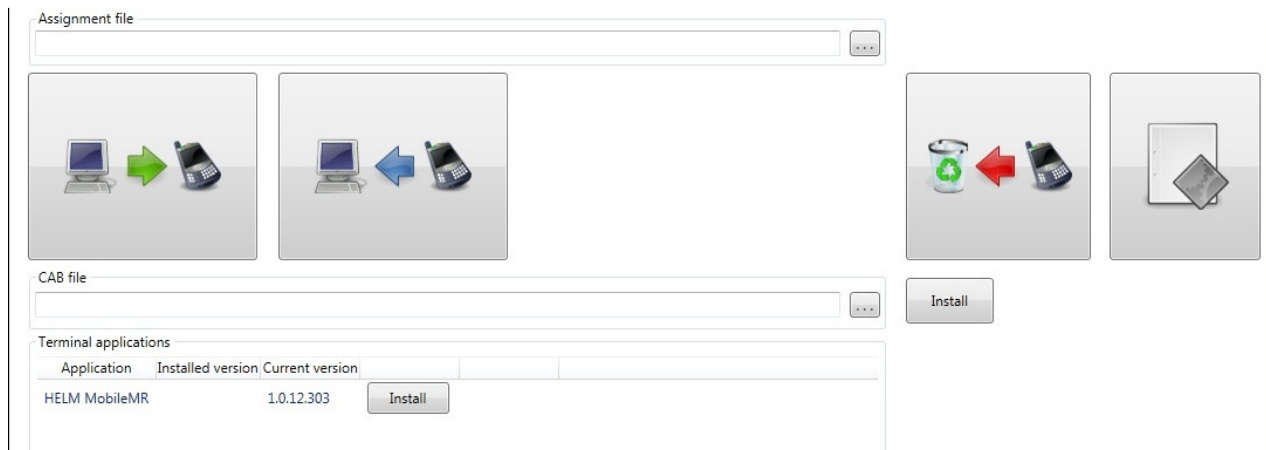 Assignment file
...
CAB file
...
Install
Terminal applications
Application Installed version Current version
HELM MobileMR 1.0.12.303 Install